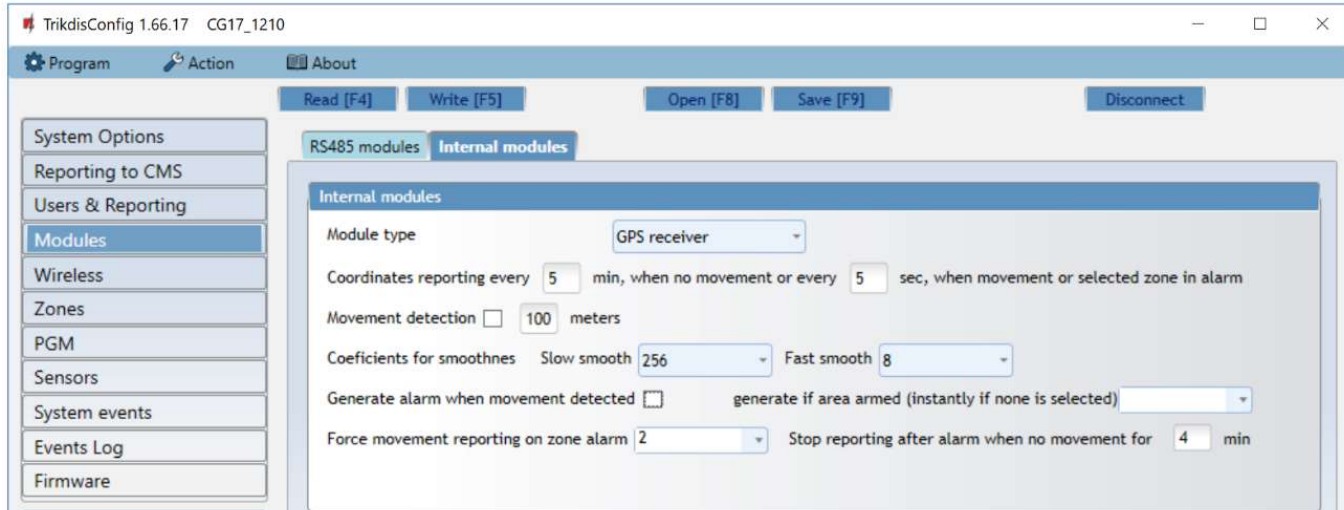 TrikdisConfig 1.66.17 CG17_1210
Program Action About
Read [F4] Write [F5] Open [F8] Save [F9] Disconnect
System Options
Reporting to CMS
Users & Reporting
Modules
Wireless
Zones
PGM
Sensors
System events
Events Log
Firmware
RS485 modules Internal modules
Internal modules
Module type GPS receiver
Coordinates reporting every 5 min, when no movement or every 5 sec, when movement or selected zone in alarm
Movement detection 100 meters
Coeficients for smoothnes Slow smooth 256 Fast smooth 8
Generate alarm when movement detected generate if area armed (instantly if none is selected)
Force movement reporting on zone alarm 2 Stop reporting after alarm when no movement for 4 min